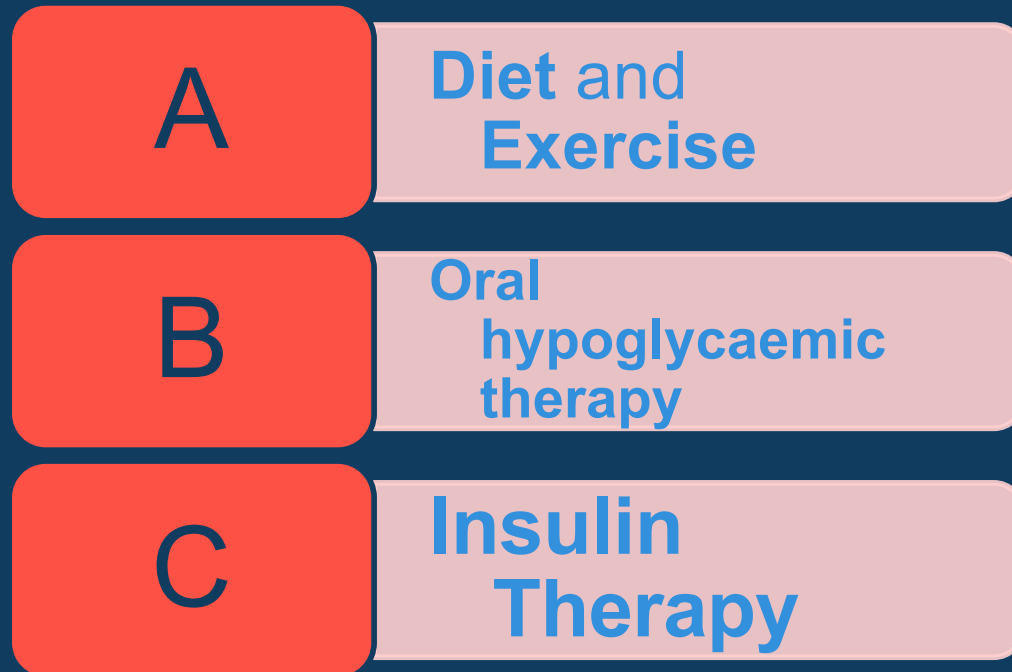 A
Diet and
Exercise
B
Oral
hypoglycaemic
therapy
C
Insulin
Therapy